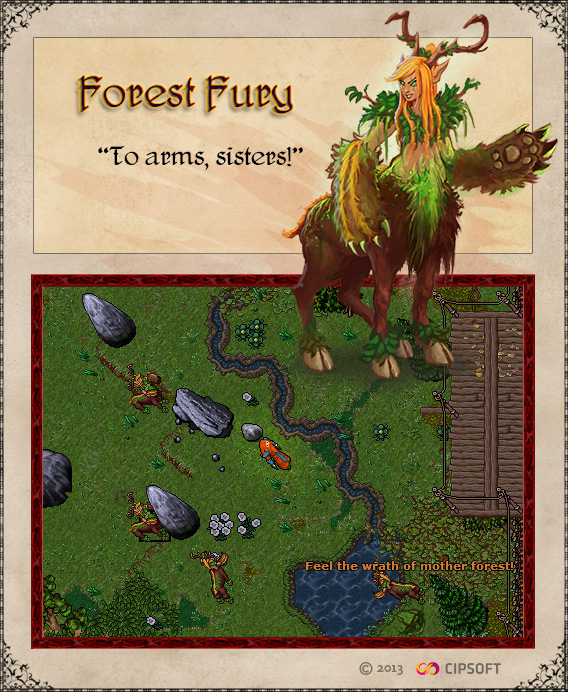 Forest Fury
“To arms, sisters!”
Feel the wrath of mother forest!
© 2013 CIPSOFT